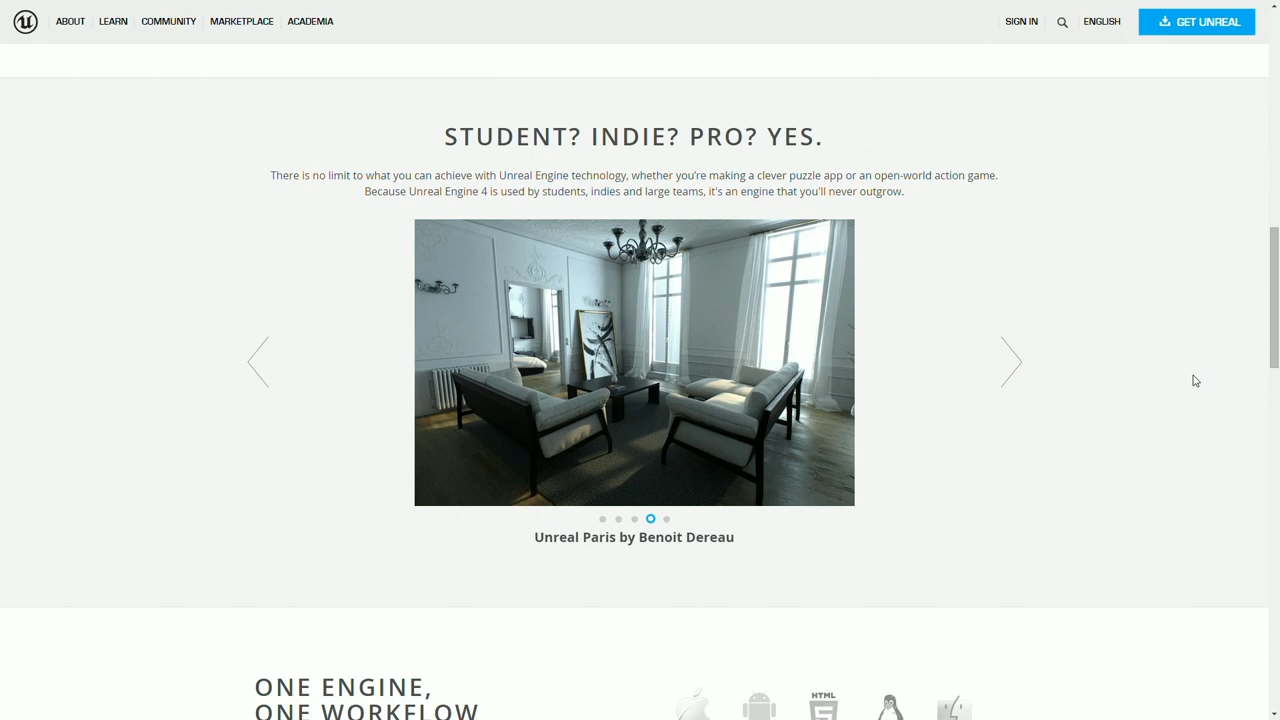 ABOUT LEARN COMMUNITY MARKETPLACE ACADEMIA SIGN IN ENGLISH GET UNREAL
STUDENT? INDIE? PRO? YES.
There is no limit to what you can achieve with Unreal Engine technology, whether you're making a clever puzzle app or an open-world action game.
Because Unreal Engine 4 is used by students, indies and large teams, it's an engine that you'll never outgrow.
Unreal Paris by Benoit Dereau
ONE ENGINE,
ONE WORKFLOW
HTML
5